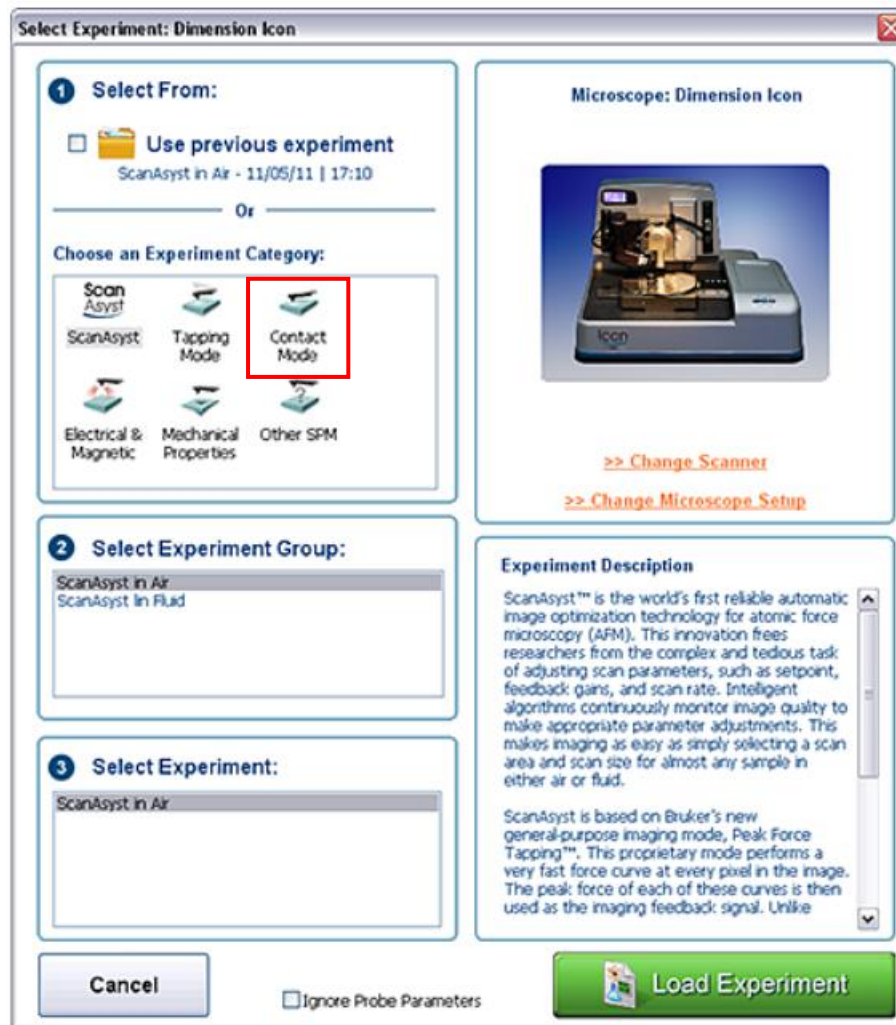 Select Experiment: Dimension Icon
1 Select From:
Use previous experiment
ScanAsyst in Air - 11/05/11 | 17:10
Or
Choose an Experiment Category:
Scan
Asyst
ScanAsyst
Tapping
Mode
Contact
Mode
Electrical &
Magnetic
Mechanical
Properties
?
Other SPM
2 Select Experiment Group:
ScanAsyst in Air
ScanAsyst lin Fluid
3 Select Experiment:
ScanAsyst in Air
Cancel
Ignore Probe Parameters
Microscope: Dimension Icon
Icon
>> Change Scanner
>> Change Microscope Setup
Experiment Description
ScanAsyst™ is the world's first reliable automatic
image optimization technology for atomic force
microscopy (AFM). This innovation frees
researchers from the complex and tedious task
of adjusting scan parameters, such as setpoint,
feedback gains, and scan rate. Intelligent
algorithms continuously monitor image quality to
make appropriate parameter adjustments. This
makes imaging as easy as simply selecting a scan
area and scan size for almost any sample in
either air or fluid.
ScanAsyst is based on Bruker's new
general-purpose imaging mode, Peak Force
Tapping™. This proprietary mode performs a
very fast force curve at every pixel in the image.
The peak force of each of these curves is then
used as the imaging feedback signal. Unlike
Load Experiment